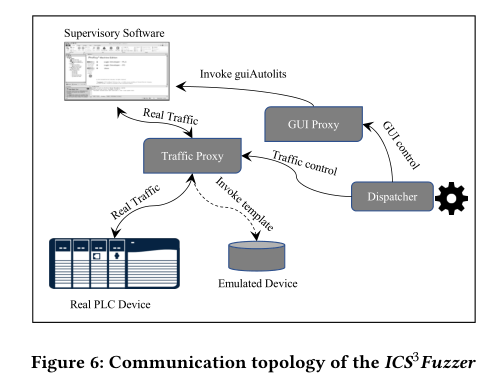 Supervisory Software
Invoke guiAutolits
Real Traffic
GUI Proxy
GUI control
Traffic Proxy
Traffic control
Dispatcher
Real Traffic
Invoke template
Real PLC Device
Emulated Device
Figure 6: Communication topology of the ICS³Fuzzer